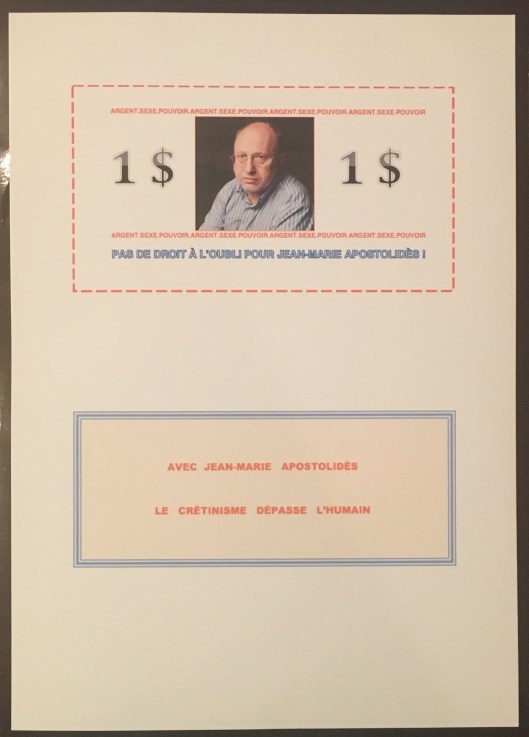 ARGENT.SEXE.POUVOIR.ARGENT.SEXE.POUVOIR.ARGENT.SEXE.POUVOIR.ARGENT.SEXE.POUVOIR
1 $ 1 $
ARGENT.SEXE.POUVOIR.ARGENT.SEXE.POUVOIR.ARGENT.SEXE.POUVOIR.ARGENT.SEXE.POUVOIR
PAS DE DROIT À L'OUBLI POUR JEAN-MARIE APOSTOLIDÈS !
AVEC JEAN-MARIE APOSTOLIDÈS
LE CRÉTINISME DÉPASSE L'HUMAIN